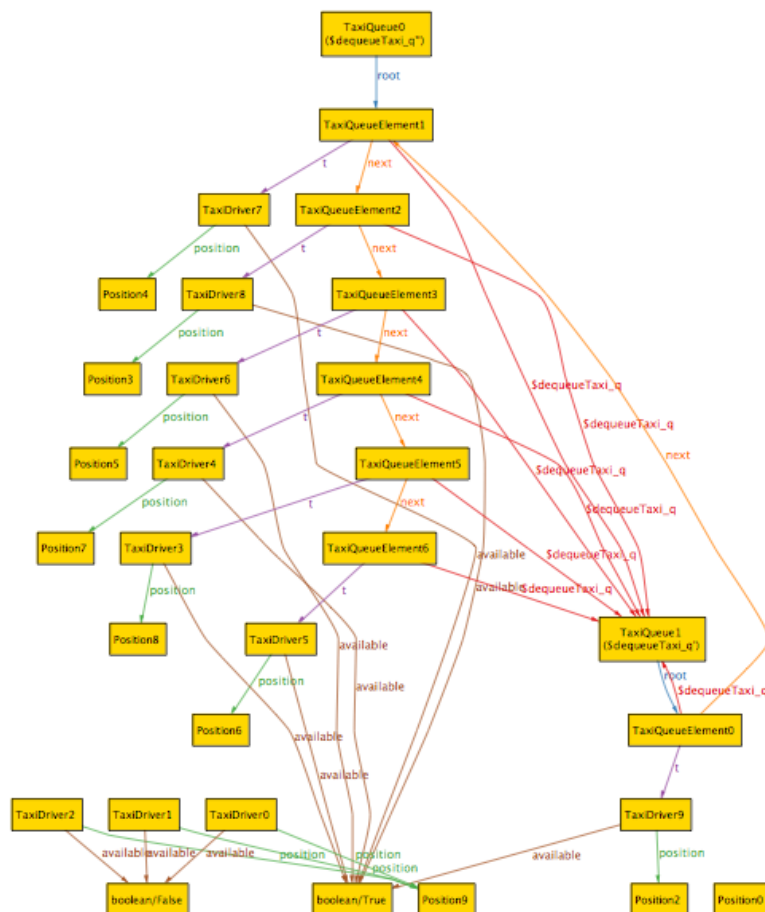 TaxiQueue0
($dequeueTaxi_q'')
root
TaxiQueueElement1
t
next
TaxiDriver7
TaxiQueueElement2
position
t
next
Position4
TaxiDriver8
TaxiQueueElement3
position
t
next
Position3
TaxiDriver6
TaxiQueueElement4
$dequeueTaxi_q
position
t
next
$dequeueTaxi_q
Position5
TaxiDriver4
TaxiQueueElement5
$dequeueTaxi_q
next
position
t
next
$dequeueTaxi_q
Position7
TaxiDriver3
TaxiQueueElement6
available
$dequeueTaxi_q
position
t
available
$dequeueTaxi_q
Position8
TaxiDriver5
TaxiQueue1
($dequeueTaxi_q')
position
available
root
$dequeueTaxi_q
Position6
TaxiQueueElement0
available
available
t
TaxiDriver2
TaxiDriver1
TaxiDriver0
TaxiDriver9
available
available
available
position
position
position
available
position
boolean/False
boolean/True
Position9
Position2
Position0